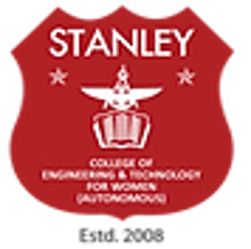 STANLEY
COLLEGE OF
ENGINEERING & TECHNOLOGY
FOR WOMEN
(AUTONOMOUS)
Estd. 2008